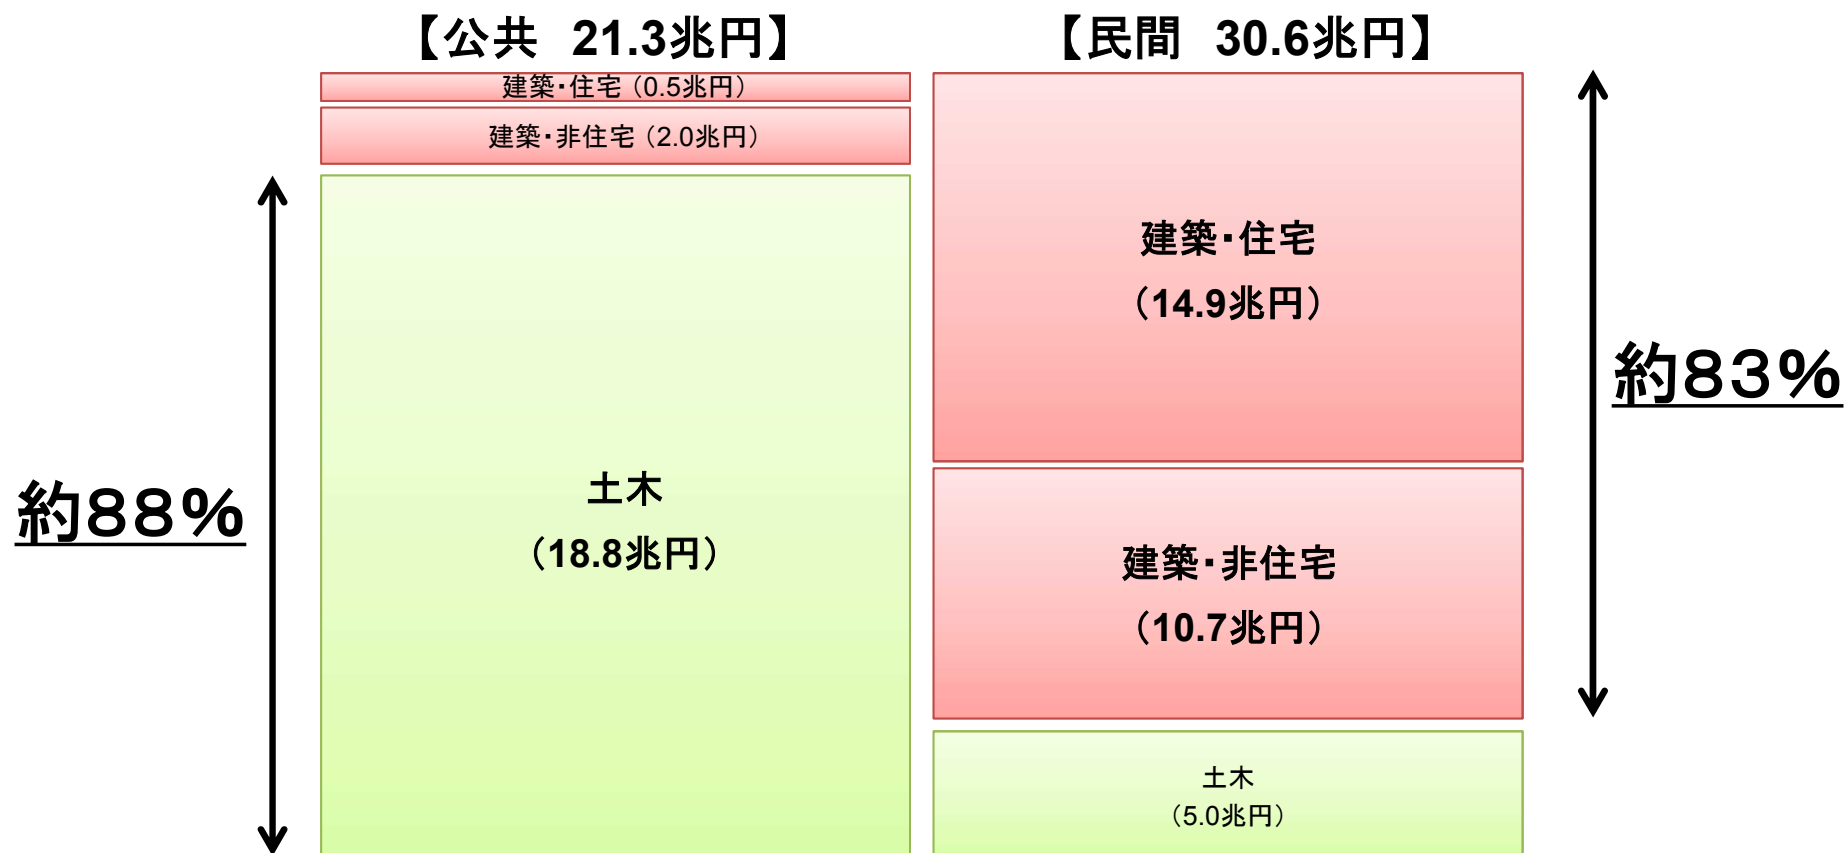 【公共　21.3兆円】
建築・住宅（0.5兆円）
建築・非住宅（2.0兆円）
土木
（18.8兆円）
約８８％
【民間　30.6兆円】
建築・住宅
（14.9兆円）
建築・非住宅
（10.7兆円）
土木
（5.0兆円）
約８３％